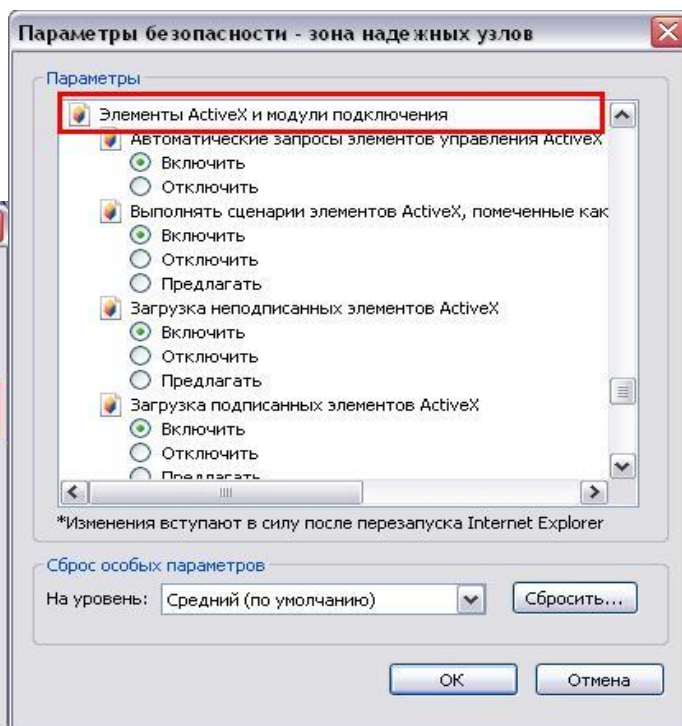 Параметры безопасности - зона надежных узлов
Параметры
Элементы ActiveX и модули подключения
Автоматические запросы элементов управления ActiveX
Включить
Отключить
Выполнять сценарии элементов ActiveX, помеченные как
Включить
Отключить
Предлагать
Загрузка неподписанных элементов ActiveX
Включить
Отключить
Предлагать
Загрузка подписанных элементов ActiveX
Включить
Отключить
Предлагать
*Изменения вступают в силу после перезапуска Internet Explorer
Сброс особых параметров
На уровень: Средний (по умолчанию) Сбросить...
ОК Отмена